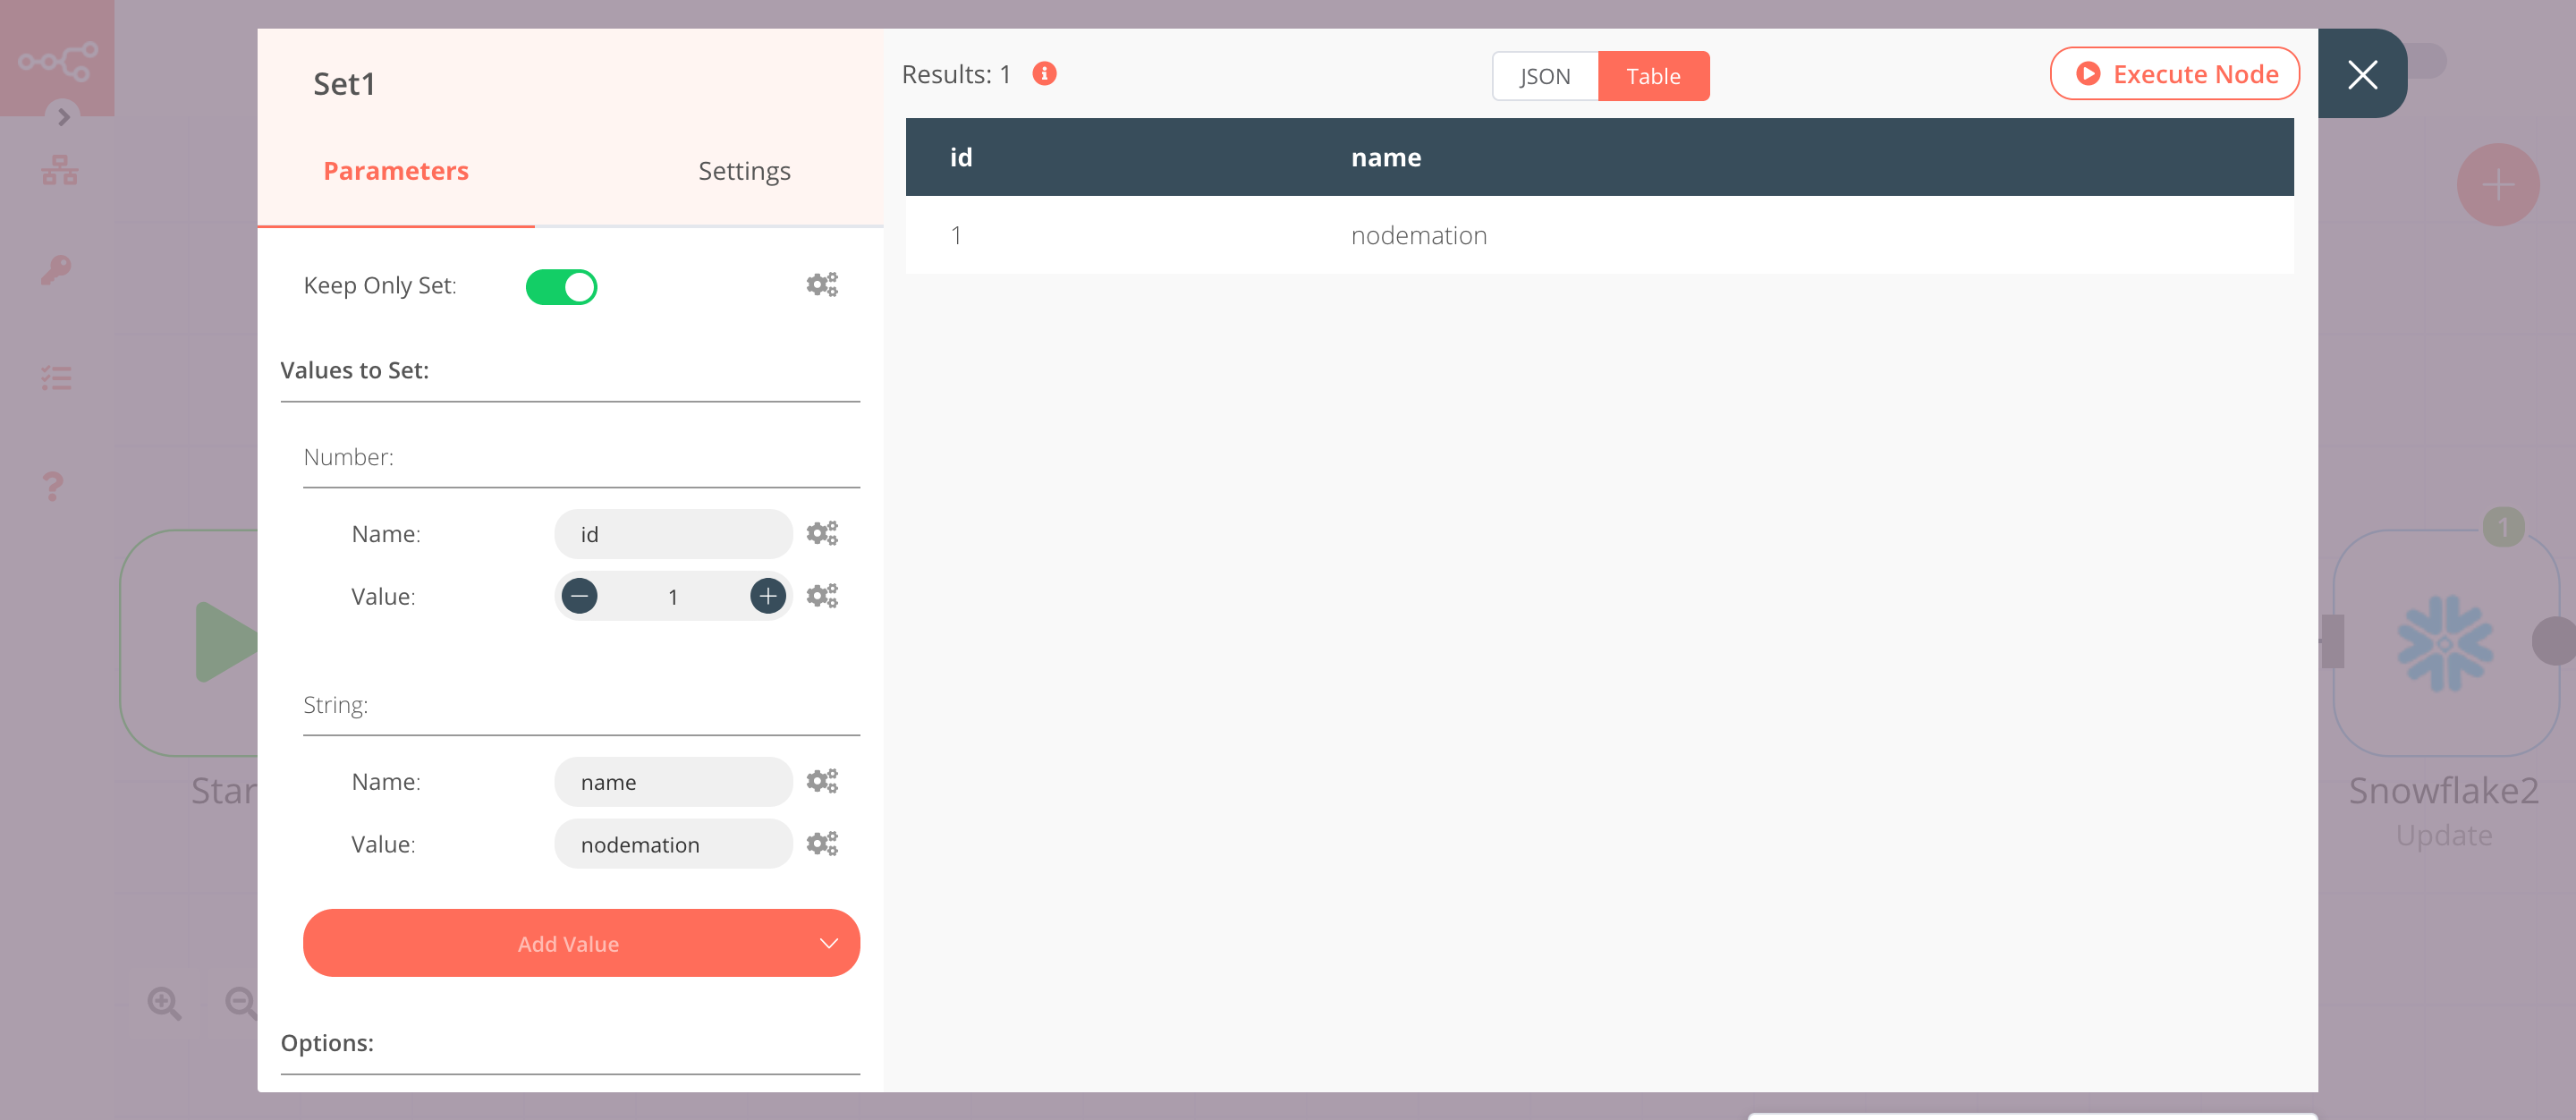 Set1
Parameters Settings
Keep Only Set:
Values to Set:
Number:
Name: id
Value: 1
String:
Name: name
Value: nodemation
Add Value
Options:
Results: 1
JSON Table
Execute Node
id name
1 nodemation
Star
1
Snowflake2
Update